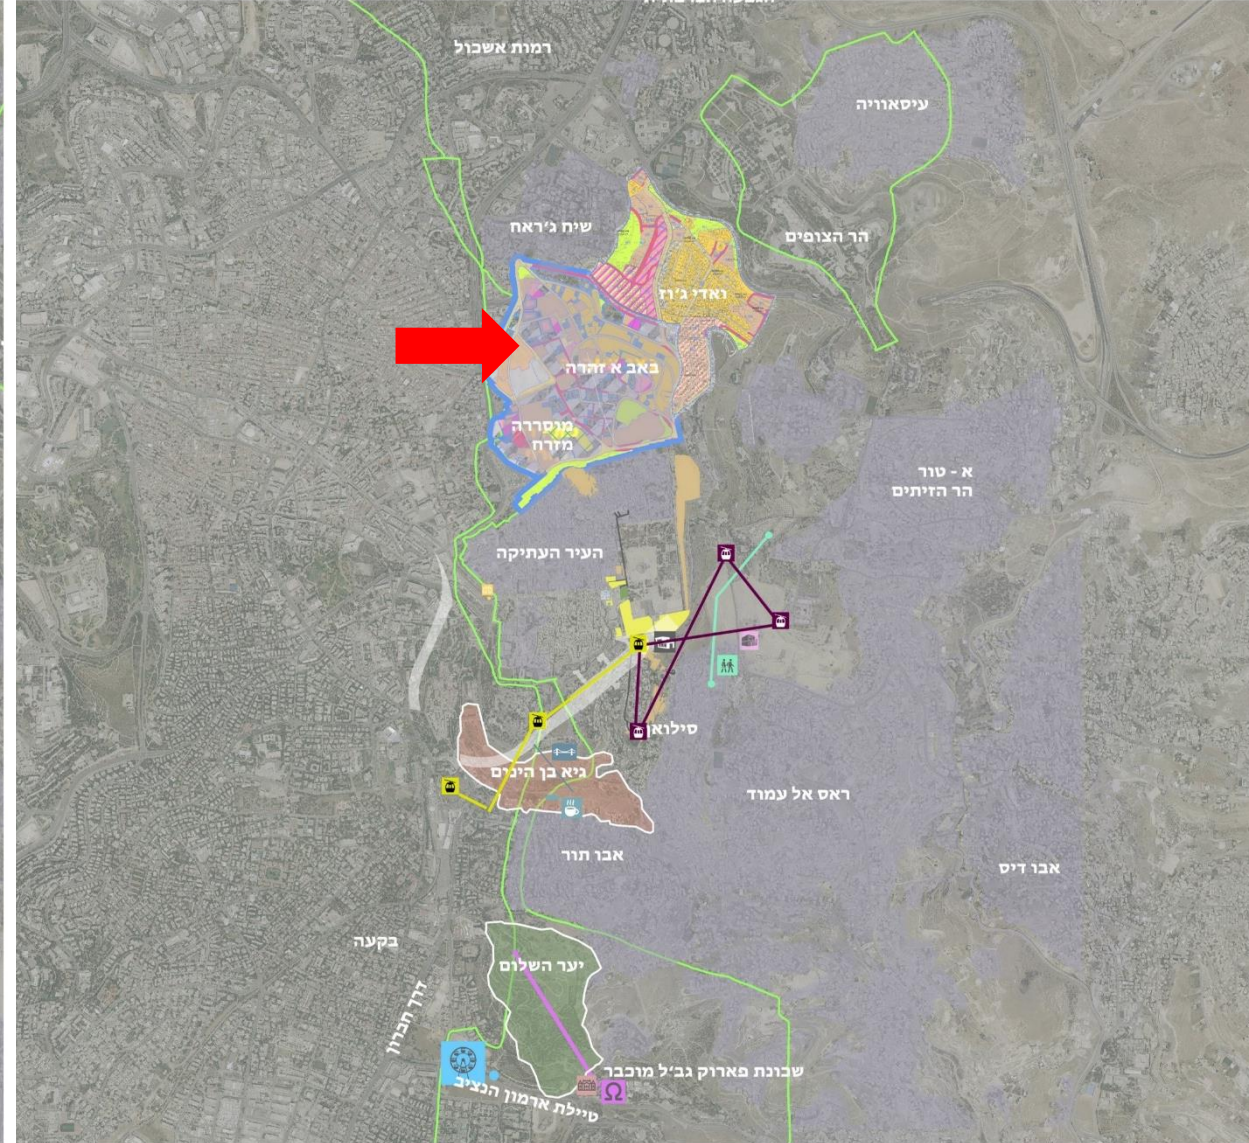 רמות אשכול
עיסאוויה
שיח ג׳ראח
הר הצופים
ואדי ג׳וז
באב א זהרה
מוסררה
מזרח
א - טור
הר הזיתים
העיר העתיקה
סילואן
גיא בן הינום
ראס אל עמוד
אבו תור
אבו דיס
בקעה
יער השלום
דרך חברון
שכונת פארוק גב׳ל מוכבר
טיילת ארמון הנציב